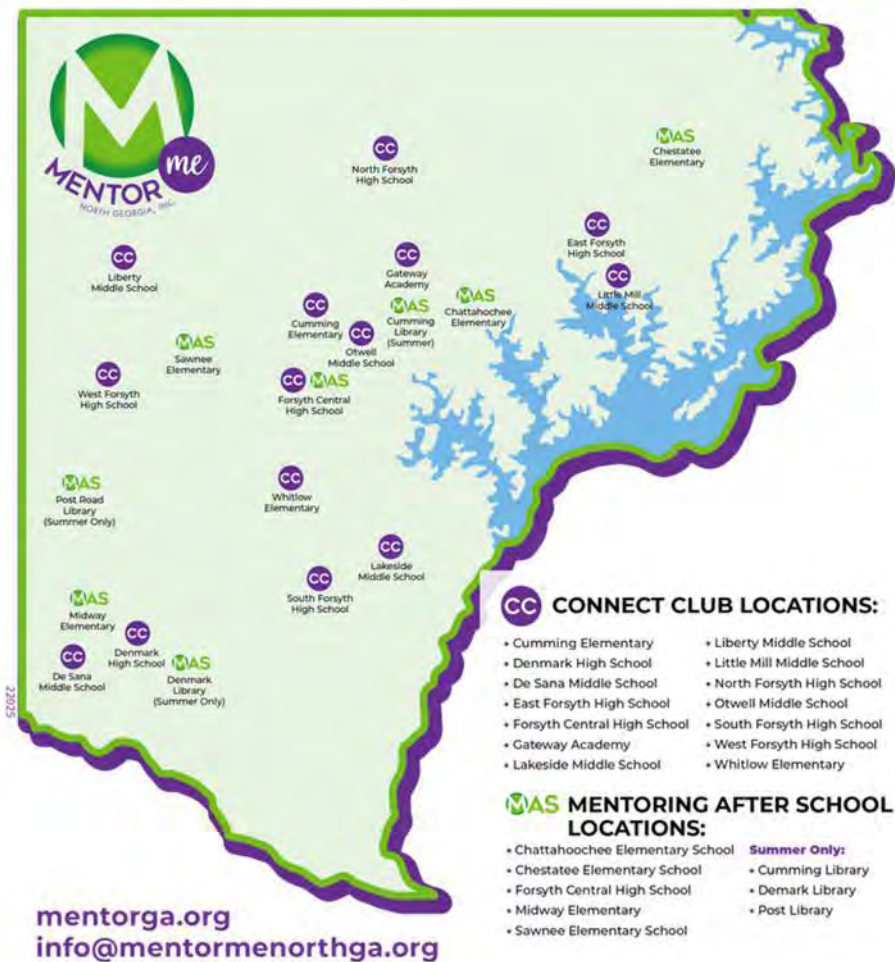 M
MENTOR me
NORTH GEORGIA, INC.
CC
North Forsyth
High School
MAS
Chestatee
Elementary
CC
East Forsyth
High School
CC
Liberty
Middle School
CC
Gateway
Academy
CC
Little Mill
Middle School
CC
Cumming
Elementary
MAS
Cumming
Library
(Summer)
MAS
Chattahochee
Elementary
CC
Otwell
Middle School
MAS
Sawnee
Elementary
CC
West Forsyth
High School
CC MAS
Forsyth Central
High School
MAS
Post Road
Library
(Summer Only)
CC
Whitlow
Elementary
CC
Lakeside
Middle School
CC
South Forsyth
High School
MAS
Midway
Elementary
CC
Denmark
High School
CC
De Sana
Middle School
MAS
Denmark
Library
(Summer Only)
22025
CC CONNECT CLUB LOCATIONS:
• Cumming Elementary
• Denmark High School
• De Sana Middle School
• East Forsyth High School
• Forsyth Central High School
• Gateway Academy
• Lakeside Middle School
• Liberty Middle School
• Little Mill Middle School
• North Forsyth High School
• Otwell Middle School
• South Forsyth High School
• West Forsyth High School
• Whitlow Elementary
MAS MENTORING AFTER SCHOOL
LOCATIONS:
• Chattahoochee Elementary School
• Chestatee Elementary School
• Forsyth Central High School
• Midway Elementary
• Sawnee Elementary School
Summer Only:
• Cumming Library
• Demark Library
• Post Library
mentorga.org
info@mentormenorthga.org